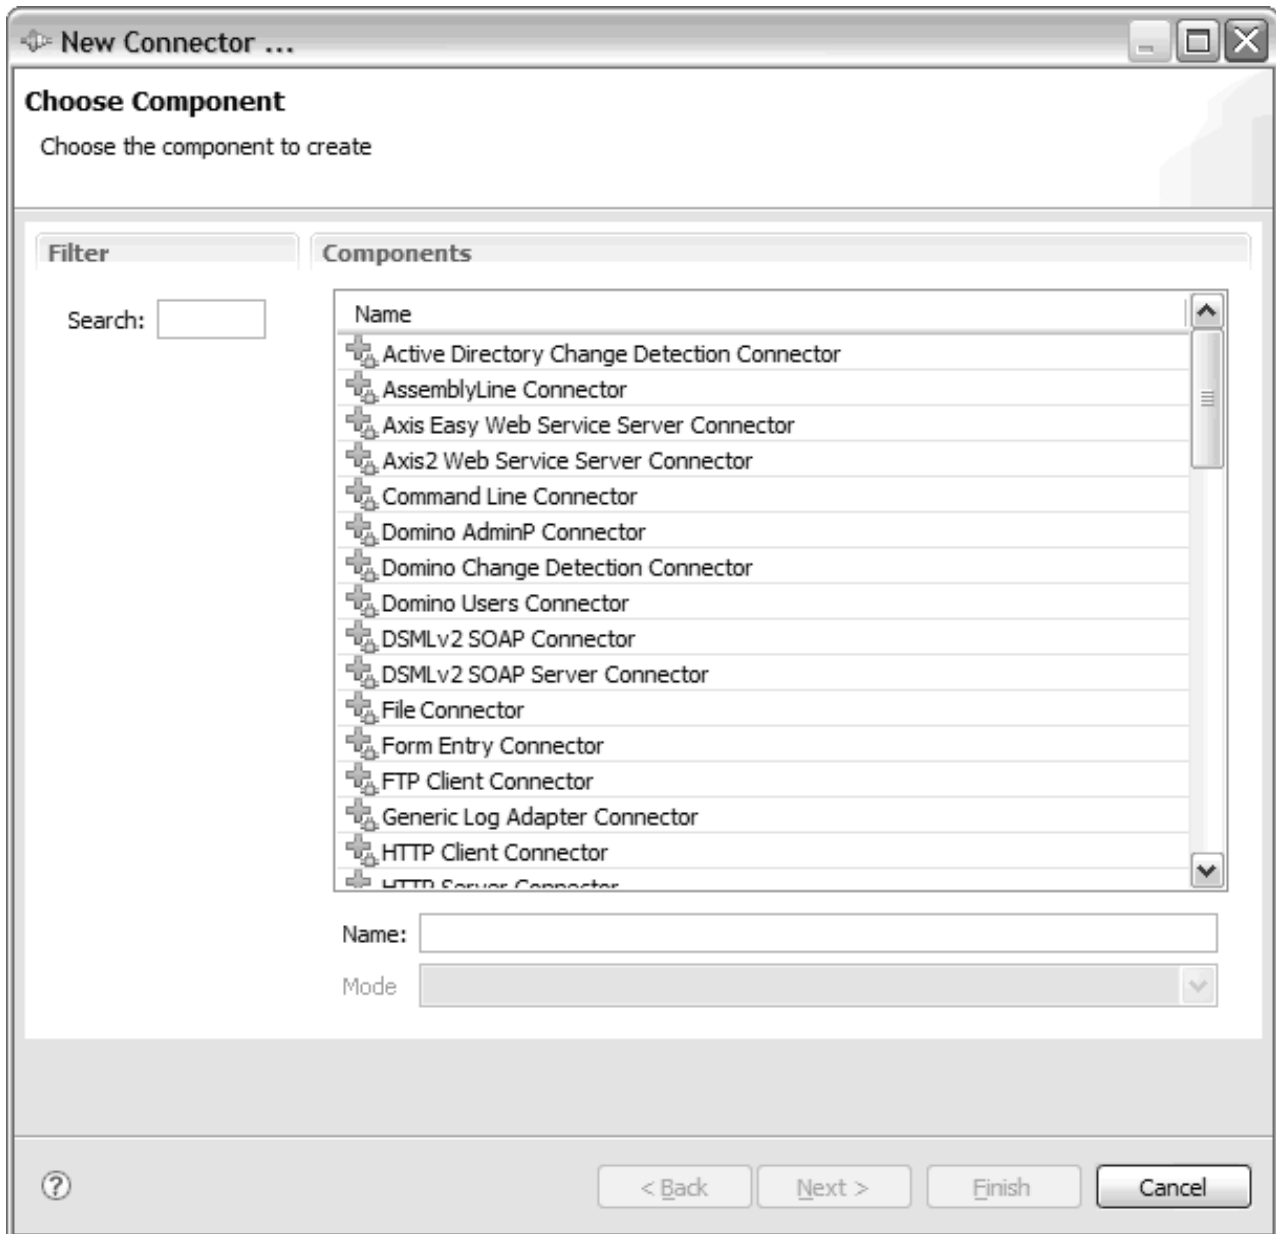 New Connector ...
Choose Component
Choose the component to create
Filter
Components
Search:
Name
Active Directory Change Detection Connector
AssemblyLine Connector
Axis Easy Web Service Server Connector
Axis2 Web Service Server Connector
Command Line Connector
Domino AdminP Connector
Domino Change Detection Connector
Domino Users Connector
DSMLv2 SOAP Connector
DSMLv2 SOAP Server Connector
File Connector
Form Entry Connector
FTP Client Connector
Generic Log Adapter Connector
HTTP Client Connector
HTTP Server Connector
Name:
Mode
?
< Back
Next >
Finish
Cancel